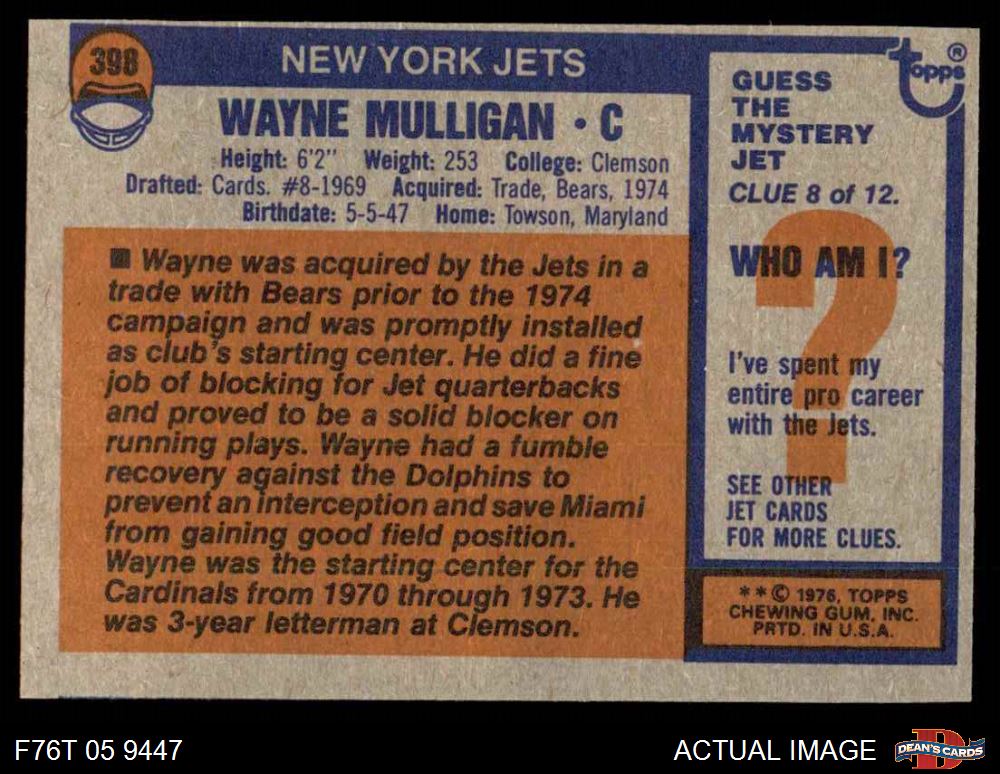 398
NEW YORK JETS
WAYNE MULLIGAN · C
Height: 6'2" Weight: 253 College: Clemson
Drafted: Cards. #8-1969 Acquired: Trade, Bears, 1974
Birthdate: 5-5-47 Home: Towson, Maryland
■ Wayne was acquired by the Jets in a
trade with Bears prior to the 1974
campaign and was promptly installed
as club's starting center. He did a fine
job of blocking for Jet quarterbacks
and proved to be a solid blocker on
running plays. Wayne had a fumble
recovery against the Dolphins to
prevent an interception and save Miami
from gaining good field position.
Wayne was the starting center for the
Cardinals from 1970 through 1973. He
was 3-year letterman at Clemson.
topps®
GUESS
THE
MYSTERY
JET
CLUE 8 of 12.
WHO AM I?
?
I've spent my
entire pro career
with the Jets.
SEE OTHER
JET CARDS
FOR MORE CLUES.
**© 1976, TOPPS
CHEWING GUM, INC.
PRTD. IN U.S.A.
F76T 05 9447
ACTUAL IMAGE
D
DEAN'S CARDS